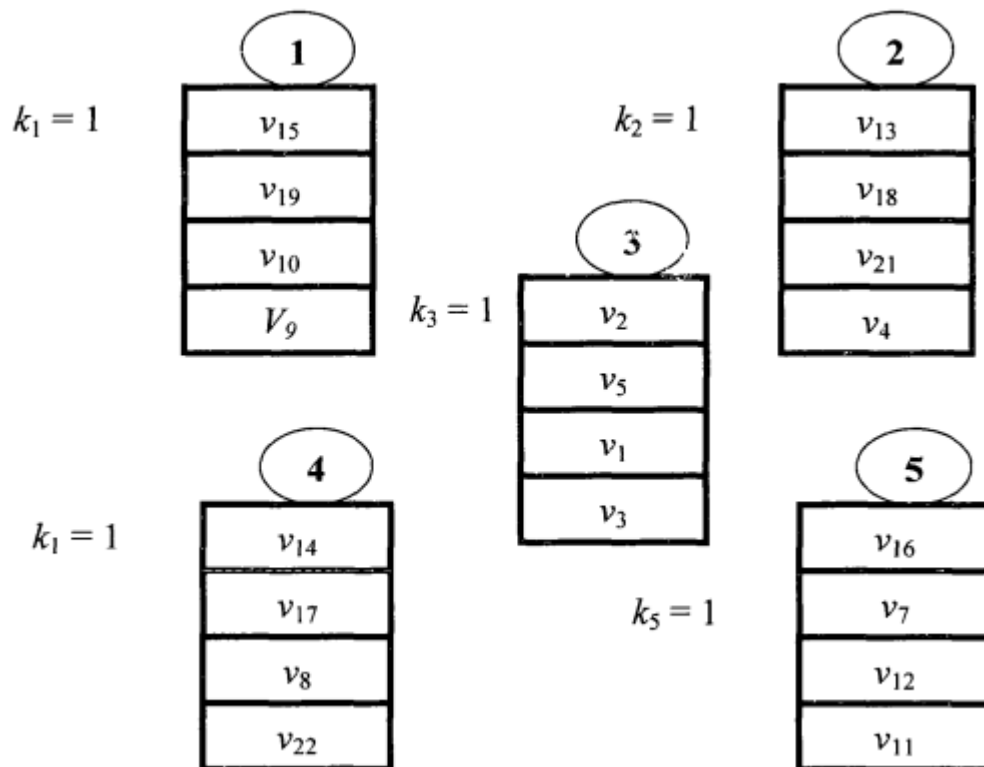 1
k₁ = 1
v₁₅
v₁₉
v₁₀
V₉
2
k₂ = 1
v₁₃
v₁₈
v₂₁
v₄
3
k₃ = 1
v₂
v₅
v₁
v₃
4
k₁ = 1
v₁₄
v₁₇
v₈
v₂₂
5
k₅ = 1
v₁₆
v₇
v₁₂
v₁₁